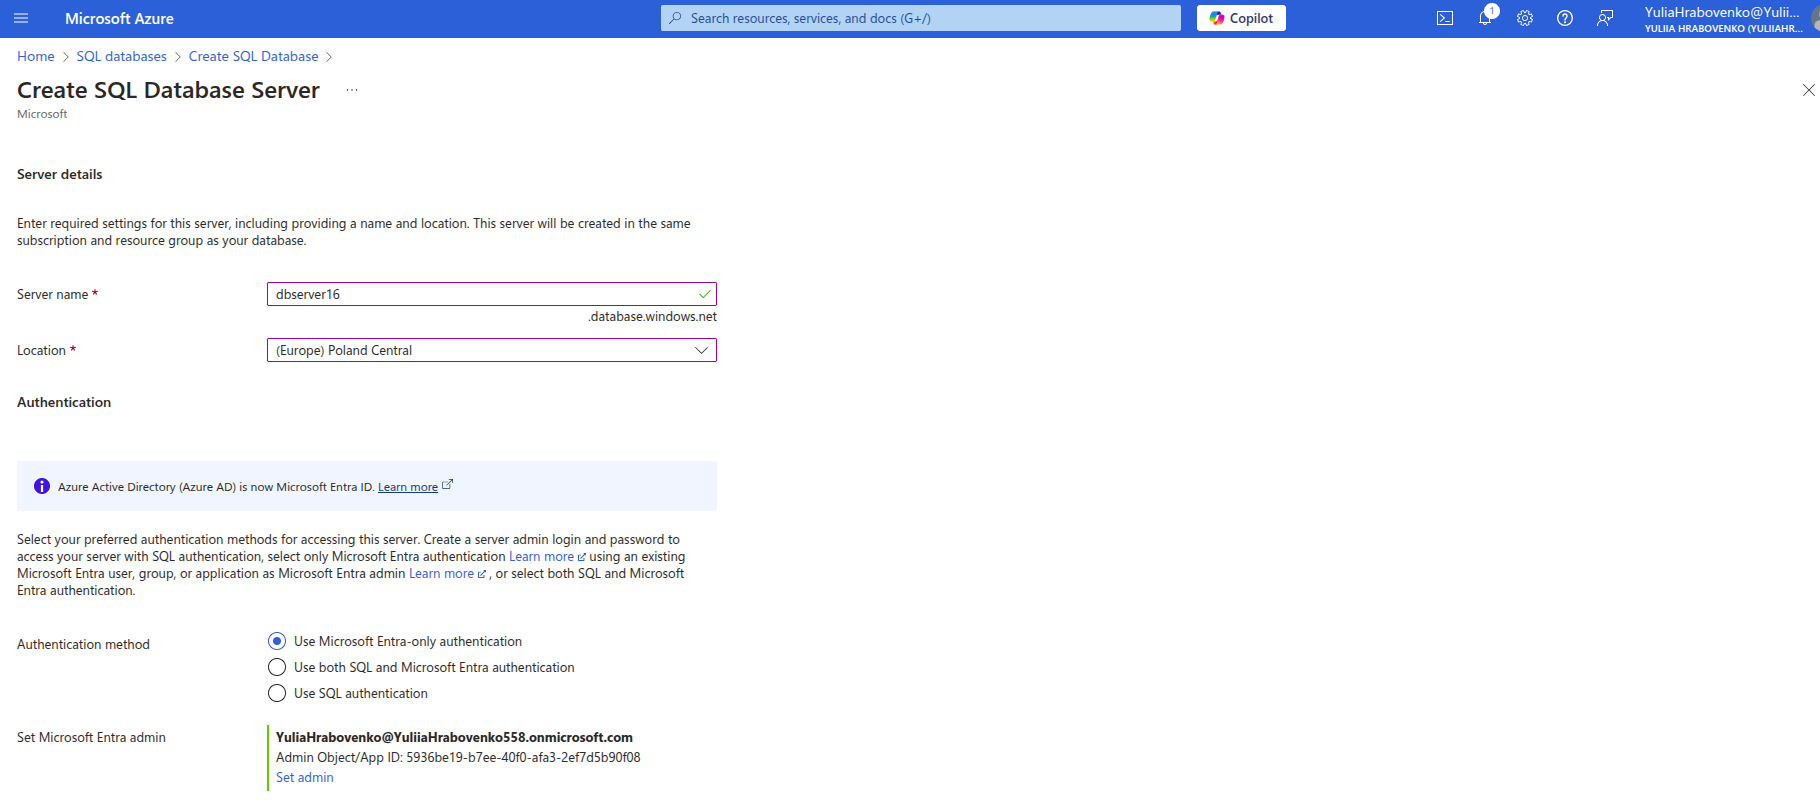 Microsoft Azure
Search resources, services, and docs (G+/)
Copilot
1
YuliaHrabovenko@Yulii...
YULIIA HRABOVENKO (YULIIAHR...
Home > SQL databases > Create SQL Database >
Create SQL Database Server ...
Microsoft
Server details
Enter required settings for this server, including providing a name and location. This server will be created in the same
subscription and resource group as your database.
Server name *
dbserver16
.database.windows.net
Location *
(Europe) Poland Central
Authentication
Azure Active Directory (Azure AD) is now Microsoft Entra ID. Learn more
Select your preferred authentication methods for accessing this server. Create a server admin login and password to
access your server with SQL authentication, select only Microsoft Entra authentication Learn more using an existing
Microsoft Entra user, group, or application as Microsoft Entra admin Learn more , or select both SQL and Microsoft
Entra authentication.
Authentication method
Use Microsoft Entra-only authentication
Use both SQL and Microsoft Entra authentication
Use SQL authentication
Set Microsoft Entra admin
YuliaHrabovenko@YuliiaHrabovenko558.onmicrosoft.com
Admin Object/App ID: 5936be19-b7ee-40f0-afa3-2ef7d5b90f08
Set admin